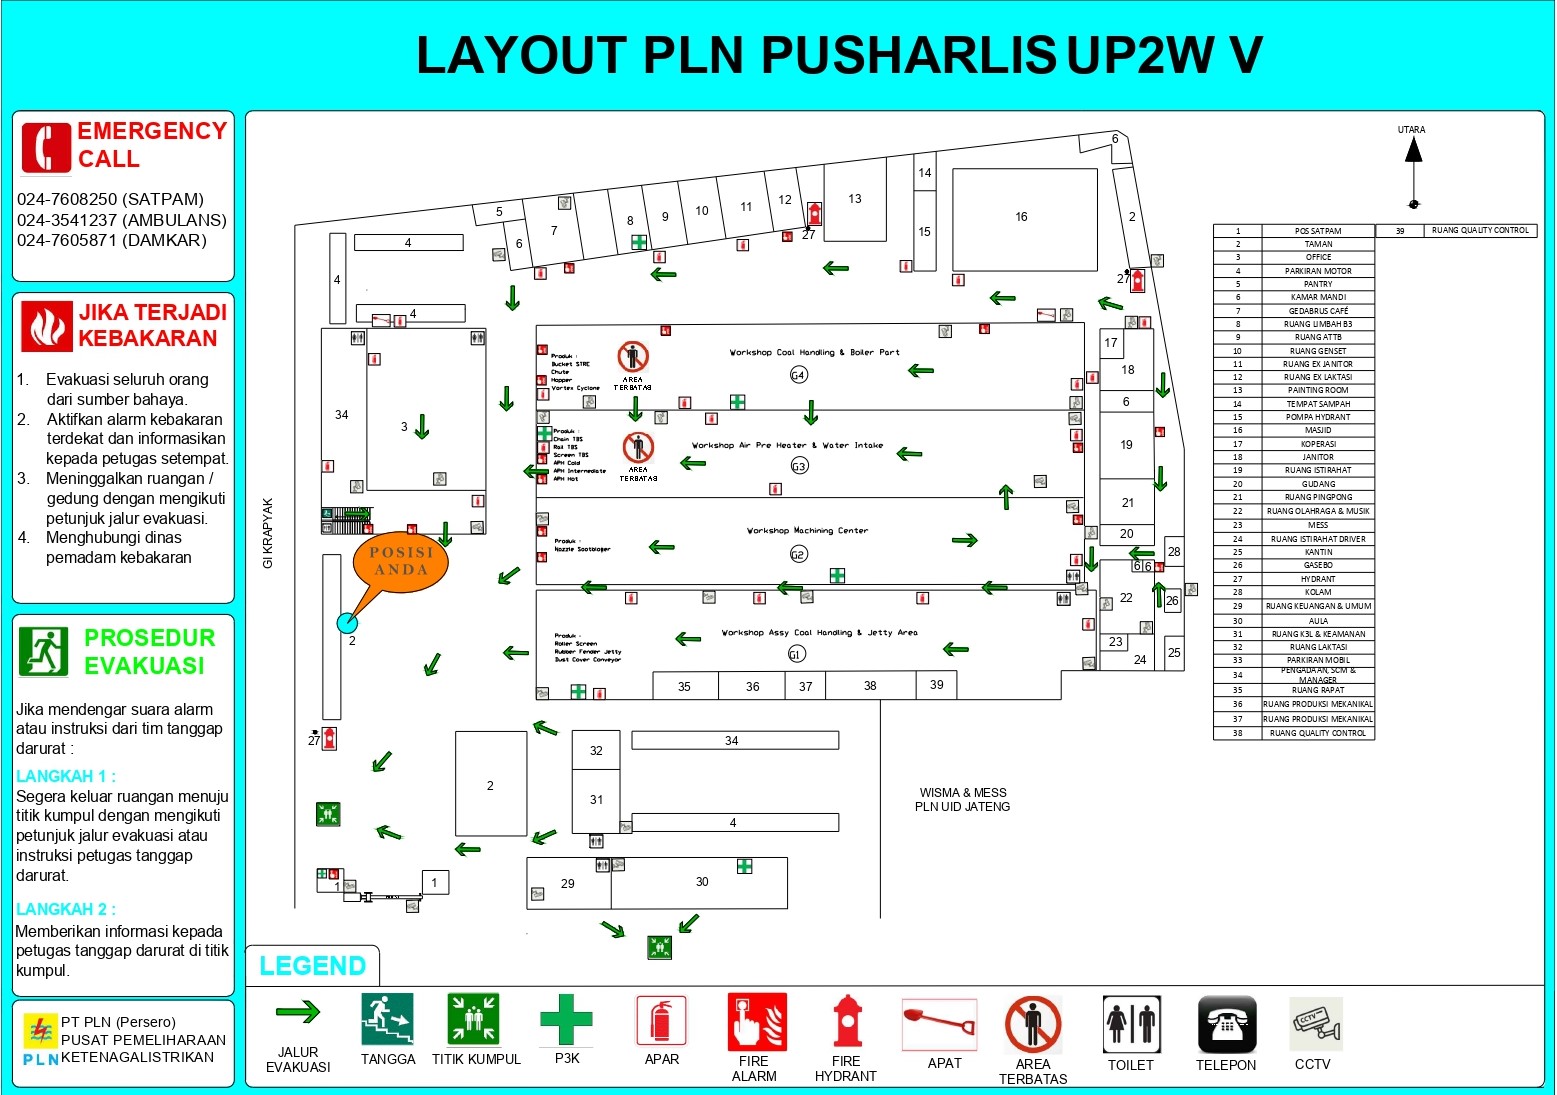 LAYOUT PLN PUSHARLIS UP2W V
EMERGENCY
CALL
024-7608250 (SATPAM)
024-3541237 (AMBULANS)
024-7605871 (DAMKAR)
JIKA TERJADI
KEBAKARAN
1. Evakuasi seluruh orang
dari sumber bahaya.
2. Aktifkan alarm kebakaran
terdekat dan informasikan
kepada petugas setempat.
3. Meninggalkan ruangan /
gedung dengan mengikuti
petunjuk jalur evakuasi.
4. Menghubungi dinas
pemadam kebakaran
PROSEDUR
EVAKUASI
Jika mendengar suara alarm
atau instruksi dari tim tanggap
darurat :
LANGKAH 1 :
Segera keluar ruangan menuju
titik kumpul dengan mengikuti
petunjuk jalur evakuasi atau
instruksi petugas tanggap
darurat.
LANGKAH 2 :
Memberikan informasi kepada
petugas tanggap darurat di titik
kumpul.
PLN
PT PLN (Persero)
PUSAT PEMELIHARAAN
KETENAGALISTRIKAN
UTARA
6
14
13
12
11
10
9
8
7
5
6
4
4
4
15
16
2
27
27
Produk :
Bucket STRE
Chute
Hopper
Vortex Cyclone
AREA
TERBATAS
Workshop Coal Handling & Boiler Part
G4
17
18
6
34
3
Produk :
Chain TBS
Rail TBS
Screen TBS
APH Cold
APH Intermediate
APH Hot
AREA
TERBATAS
Workshop Air Pre Heater & Water Intake
G3
19
21
20
GI KRAPYAK
POSISI
ANDA
Produk :
Nozzle Sootblower
Workshop Machining Center
G2
28
6 6
22
26
23
24
25
2
Produk :
Roller Screen
Rubber Fender Jetty
Dust Cover Conveyor
Workshop Assy Coal Handling & Jetty Area
G1
35
36
37
38
39
27
2
32
31
34
4
WISMA & MESS
PLN UID JATENG
1
1
29
30
1 POS SATPAM 39 RUANG QUALITY CONTROL
2 TAMAN
3 OFFICE
4 PARKIRAN MOTOR
5 PANTRY
6 KAMAR MANDI
7 GEDABRUS CAFÉ
8 RUANG LIMBAH B3
9 RUANG ATTB
10 RUANG GENSET
11 RUANG EX JANITOR
12 RUANG EX LAKTASI
13 PAINTING ROOM
14 TEMPAT SAMPAH
15 POMPA HYDRANT
16 MASJID
17 KOPERASI
18 JANITOR
19 RUANG ISTIRAHAT
20 GUDANG
21 RUANG PINGPONG
22 RUANG OLAHRAGA & MUSIK
23 MESS
24 RUANG ISTIRAHAT DRIVER
25 KANTIN
26 GASEBO
27 HYDRANT
28 KOLAM
29 RUANG KEUANGAN & UMUM
30 AULA
31 RUANG K3L & KEAMANAN
32 RUANG LAKTASI
33 PARKIRAN MOBIL
34 PENGADAAN, SCM & MANAGER
35 RUANG RAPAT
36 RUANG PRODUKSI MEKANIKAL
37 RUANG PRODUKSI MEKANIKAL
38 RUANG QUALITY CONTROL
LEGEND
JALUR
EVAKUASI
TANGGA
TITIK KUMPUL
P3K
APAR
FIRE
ALARM
FIRE
HYDRANT
APAT
AREA
TERBATAS
TOILET
TELEPON
CCTV
CCTV